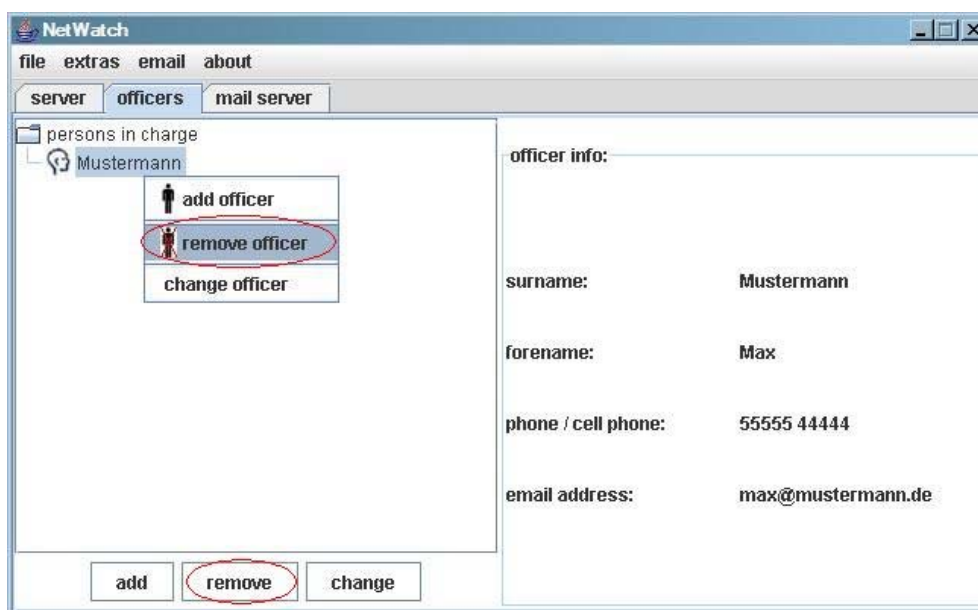 NetWatch
file extras email about
server officers mail server
persons in charge
Mustermann
add officer
remove officer
change officer
add remove change
officer info:
surname: Mustermann
forename: Max
phone / cell phone: 55555 44444
email address: max@mustermann.de